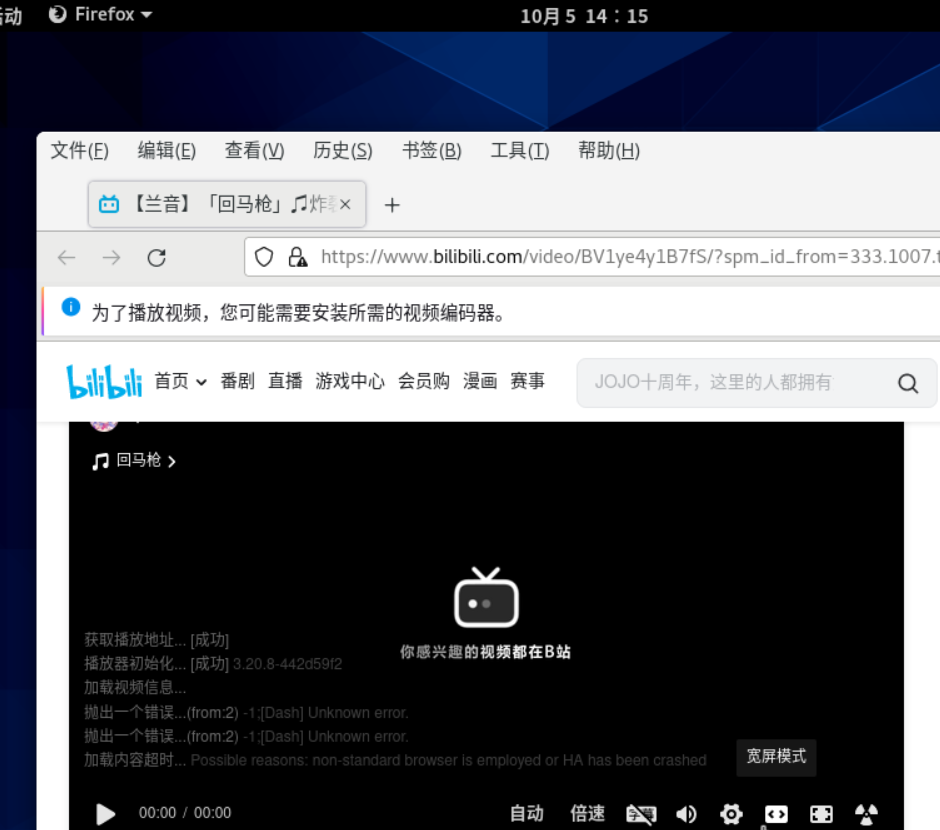 动 Firefox 10月 5 14：15
文件(F) 编辑(E) 查看(V) 历史(S) 书签(B) 工具(T) 帮助(H)
【兰音】「回马枪」♫炸 × +
https://www.bilibili.com/video/BV1ye4y1B7fS/?spm_id_from=333.1007.t
为了播放视频，您可能需要安装所需的视频编码器。
bilibili 首页 番剧 直播 游戏中心 会员购 漫画 赛事 JOJO十周年，这里的人都拥有
回马枪
你感兴趣的视频都在B站
获取播放地址... [成功]
播放器初始化... [成功] 3.20.8-442d59f2
加载视频信息...
抛出一个错误...(from:2) -1;[Dash] Unknown error.
抛出一个错误...(from:2) -1;[Dash] Unknown error.
加载内容超时... Possible reasons: non-standard browser is employed or HA has been crashed
宽屏模式
00:00 / 00:00 自动 倍速 字幕